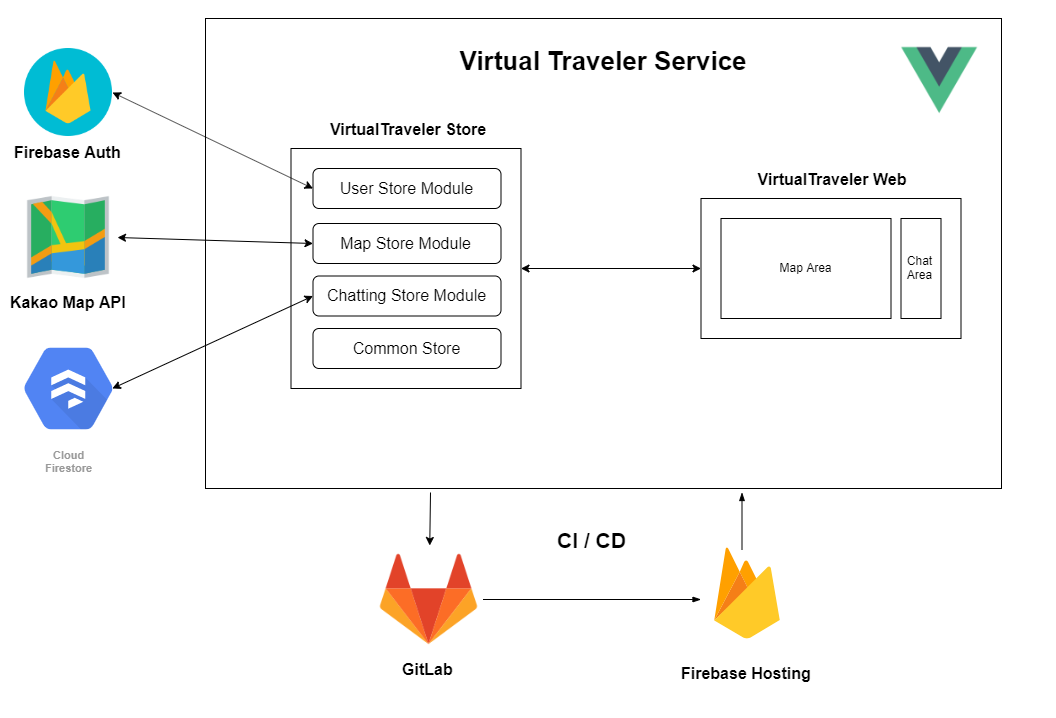 Virtual Traveler Service
Firebase Auth
Kakao Map API
Cloud
Firestore
VirtualTraveler Store
User Store Module
Map Store Module
Chatting Store Module
Common Store
VirtualTraveler Web
Map Area
Chat
Area
CI / CD
GitLab
Firebase Hosting